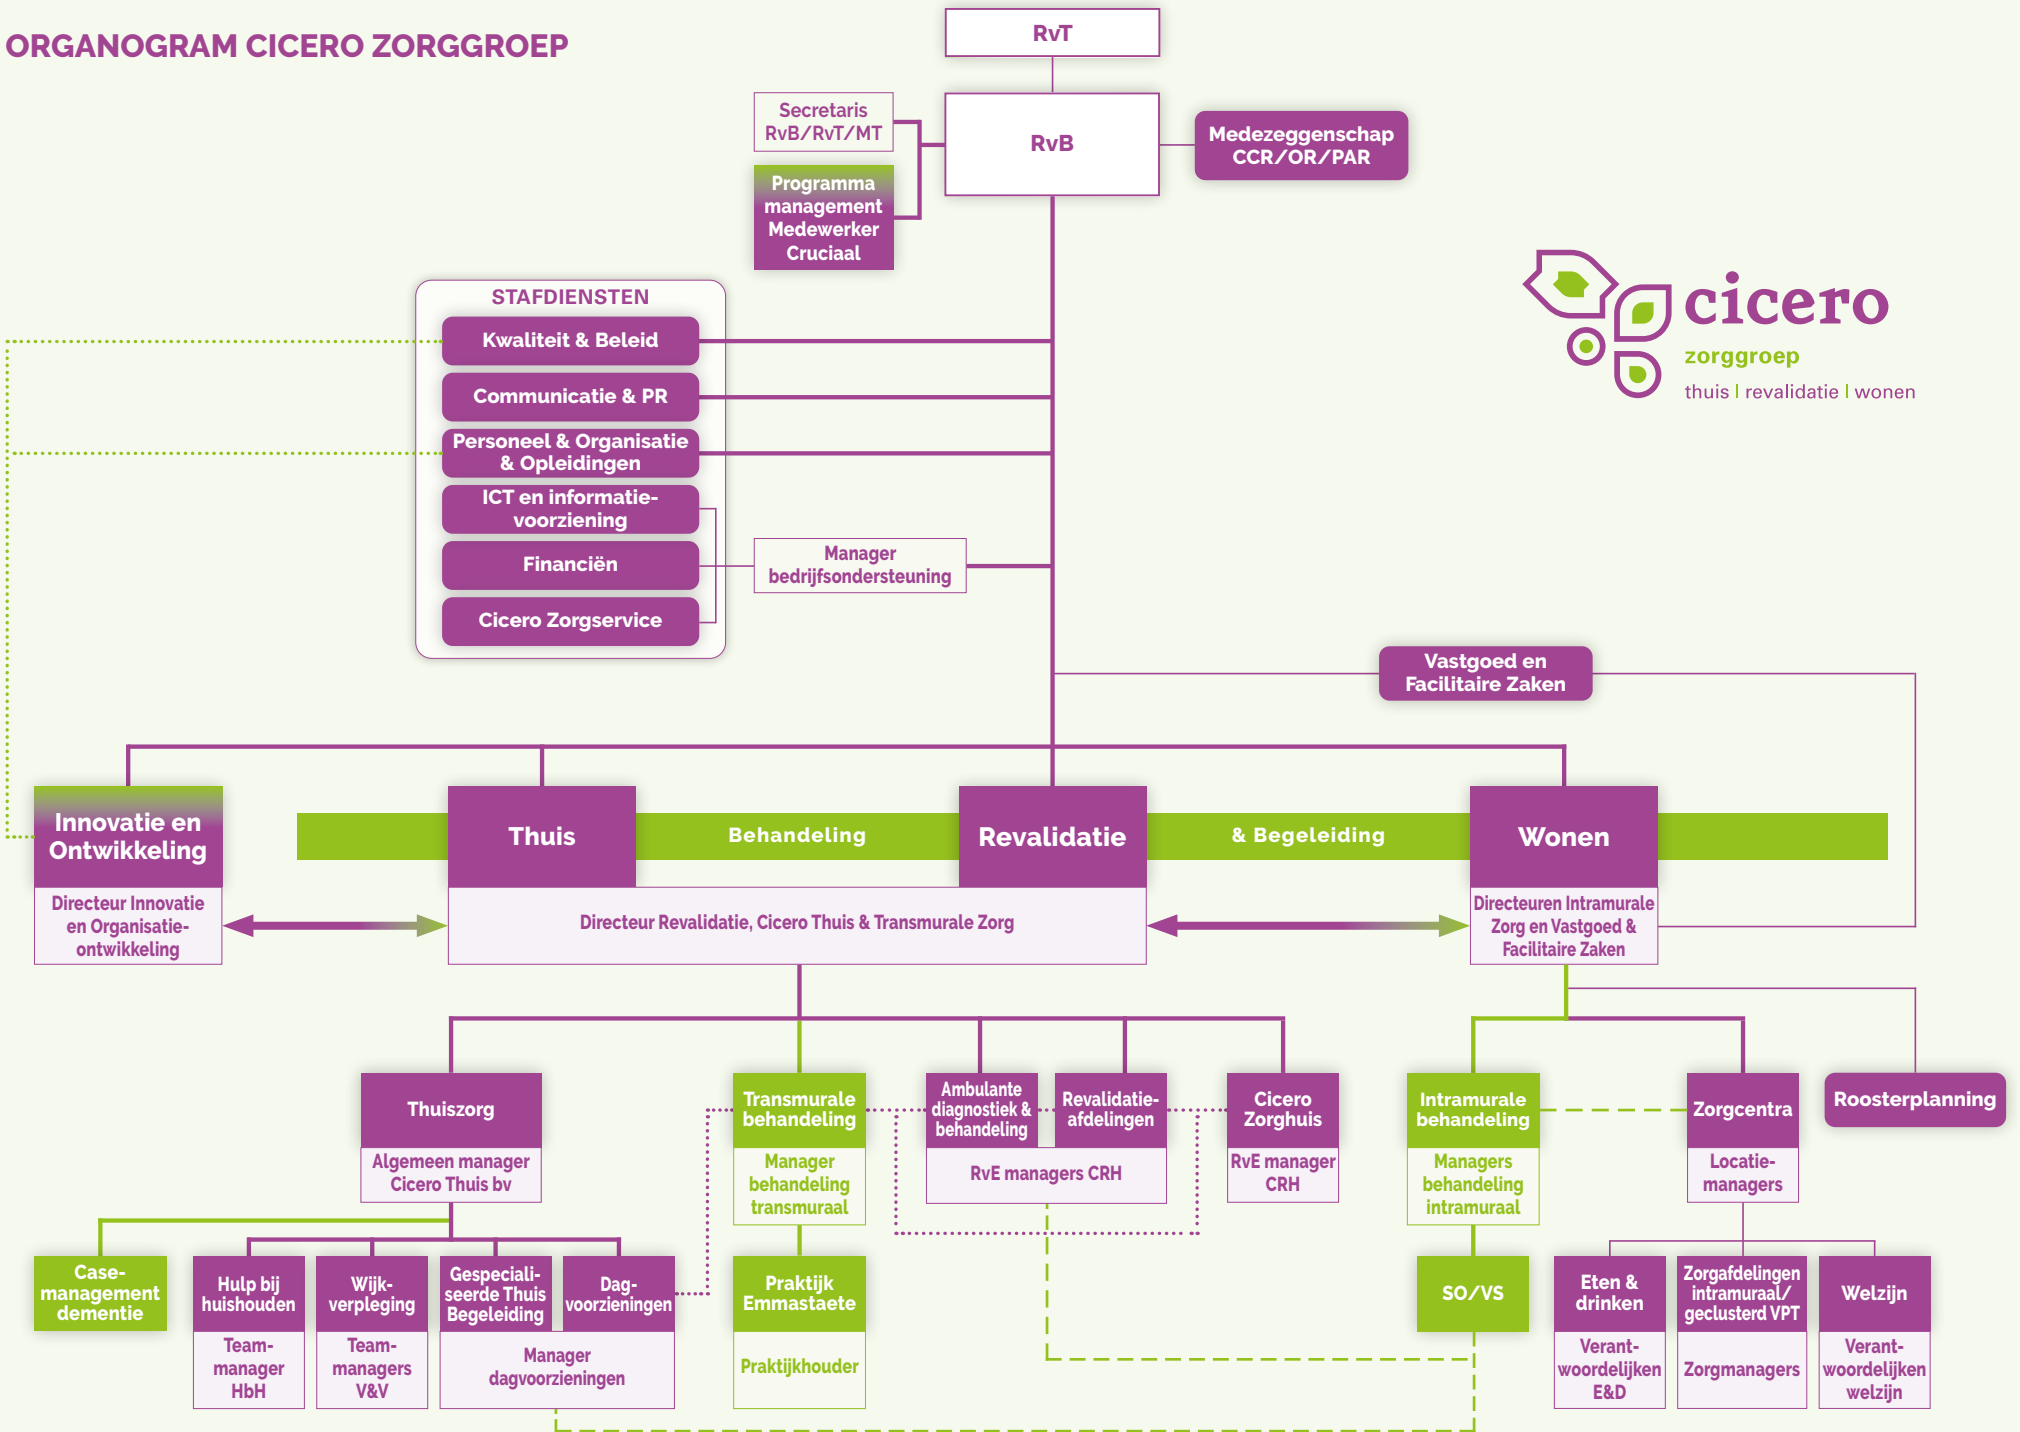 ORGANOGRAM CICERO ZORGGROEP
RvT
Secretaris
RvB/RvT/MT
RvB
Medezeggenschap
CCR/OR/PAR
Programma
management
Medewerker
Cruciaal
STAFDIENSTEN
Kwaliteit & Beleid
Communicatie & PR
Personeel & Organisatie
& Opleidingen
ICT en informatie-
voorziening
Financiën
Cicero Zorgservice
Manager
bedrijfsondersteuning
cicero
zorggroep
thuis | revalidatie | wonen
Vastgoed en
Facilitaire Zaken
Innovatie en
Ontwikkeling
Thuis
Behandeling
Revalidatie
& Begeleiding
Wonen
Directeur Innovatie
en Organisatie-
ontwikkeling
Directeur Revalidatie, Cicero Thuis & Transmurale Zorg
Directeuren Intramurale
Zorg en Vastgoed &
Facilitaire Zaken
Thuiszorg
Algemeen manager
Cicero Thuis bv
Transmurale
behandeling
Manager
behandeling
transmuraal
Ambulante
diagnostiek &
behandeling
Revalidatie-
afdelingen
RvE managers CRH
Cicero
Zorghuis
RvE manager
CRH
Intramurale
behandeling
Managers
behandeling
intramuraal
Zorgcentra
Locatie-
managers
Roosterplanning
Case-
management
dementie
Hulp bij
huishouden
Team-
manager
HbH
Wijk-
verpleging
Team-
managers
V&V
Gespeciali-
seerde Thuis
Begeleiding
Dag-
voorzieningen
Manager
dagvoorzieningen
Praktijk
Emmastaete
Praktijkhouder
SO/VS
Eten &
drinken
Verant-
woordelijken
E&D
Zorgafdelingen
intramuraal/
geclusterd VPT
Zorgmanagers
Welzijn
Verant-
woordelijken
welzijn